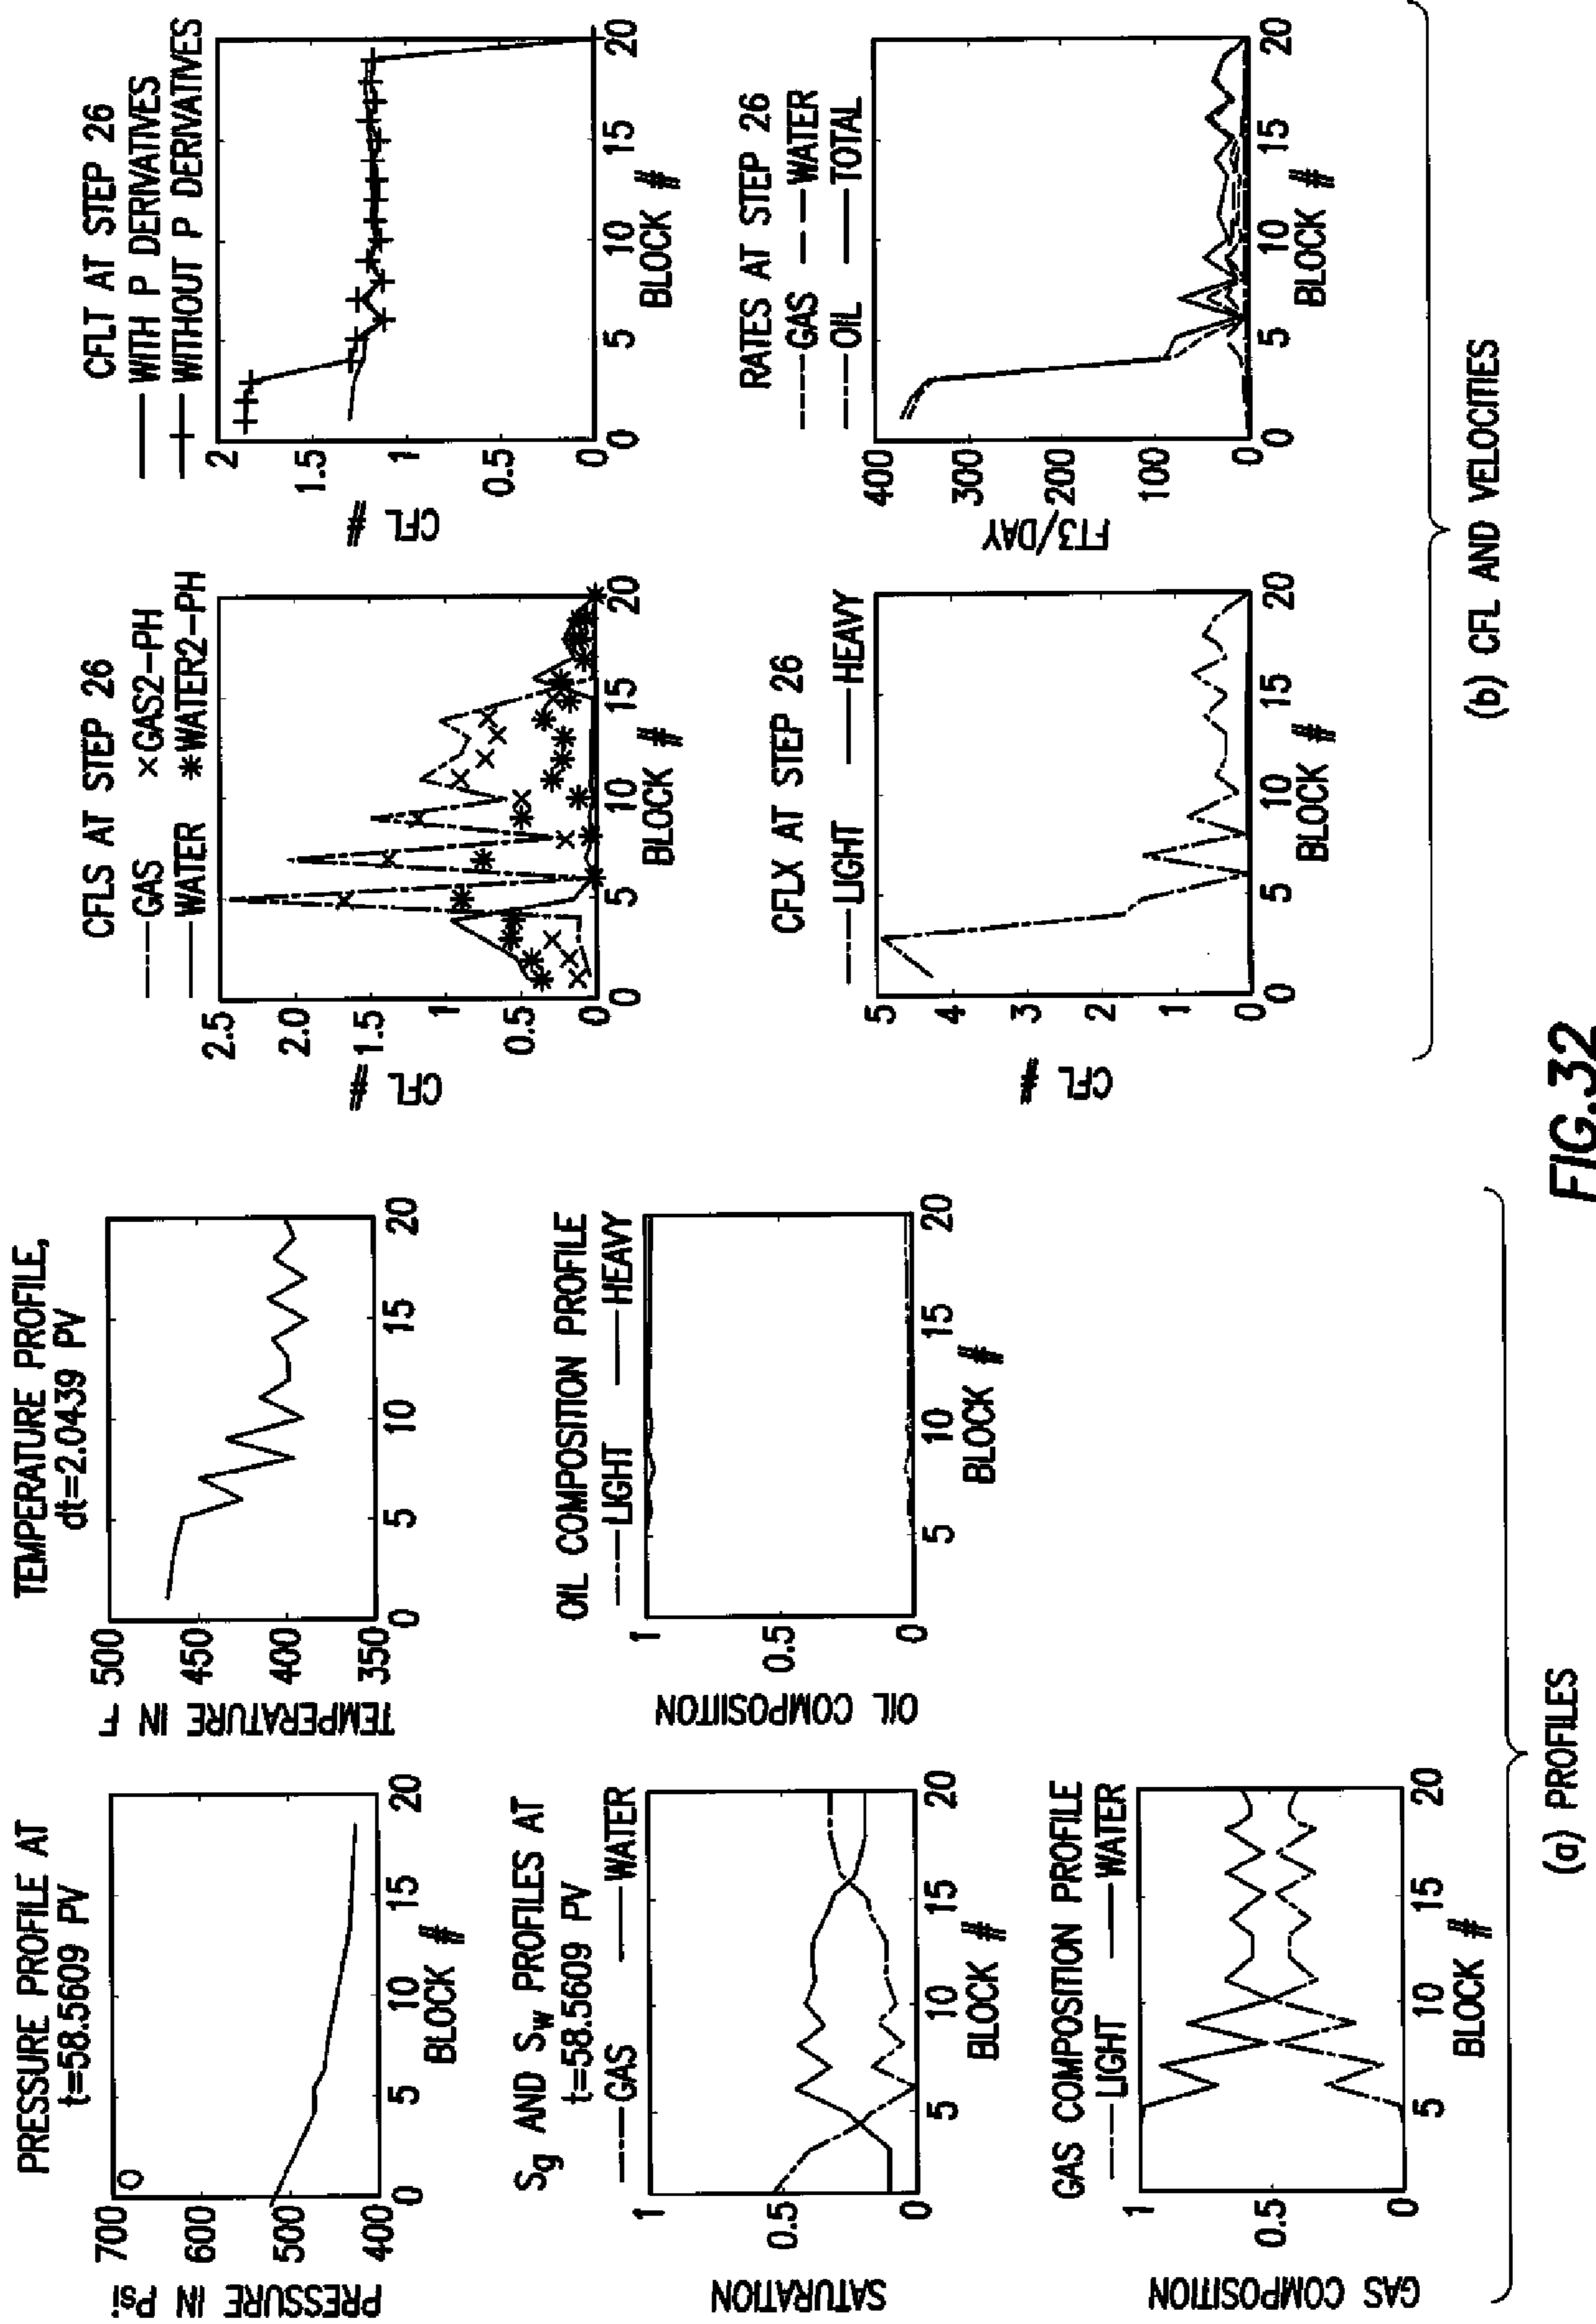 PRESSURE PROFILE AT
t=58.5609 PV
PRESSURE IN Psi
700
600
500
400
0
5
10
15
20
BLOCK #
TEMPERATURE PROFILE,
dt=2.0439 PV
TEMPERATURE IN F
500
450
400
350
0
5
10
15
20
BLOCK #
Sg AND Sw PROFILES AT
t=58.5609 PV
GAS WATER
SATURATION
1
0.5
0
5
10
15
20
BLOCK #
OIL COMPOSITION PROFILE
LIGHT HEAVY
OIL COMPOSIITON
1
0.5
0
5
10
15
20
BLOCK #
GAS COMPOSITION PROFILE
LIGHT WATER
GAS COMPOSITION
1
0.5
0
5
10
15
20
BLOCK #
(a) PROFILES
CFLS AT STEP 26
GAS ×GAS2-PH
WATER *WATER2-PH
CFL #
2.5
2.0
1.5
1
0.5
0
0
5
10
15
20
BLOCK #
CFLT AT STEP 26
WITH P DERIVATIVES
WITHOUT P DERIVATIVES
CFL #
2
1.5
1
0.5
0
0
5
10
15
20
BLOCK #
CFLX AT STEP 26
LIGHT HEAVY
CFL #
5
4
3
2
1
0
0
5
10
15
20
BLOCK #
RATES AT STEP 26
GAS WATER
OIL TOTAL
FT3/DAY
400
300
200
100
0
0
5
10
15
20
BLOCK #
(b) CFL AND VELOCITIES
FIG.32